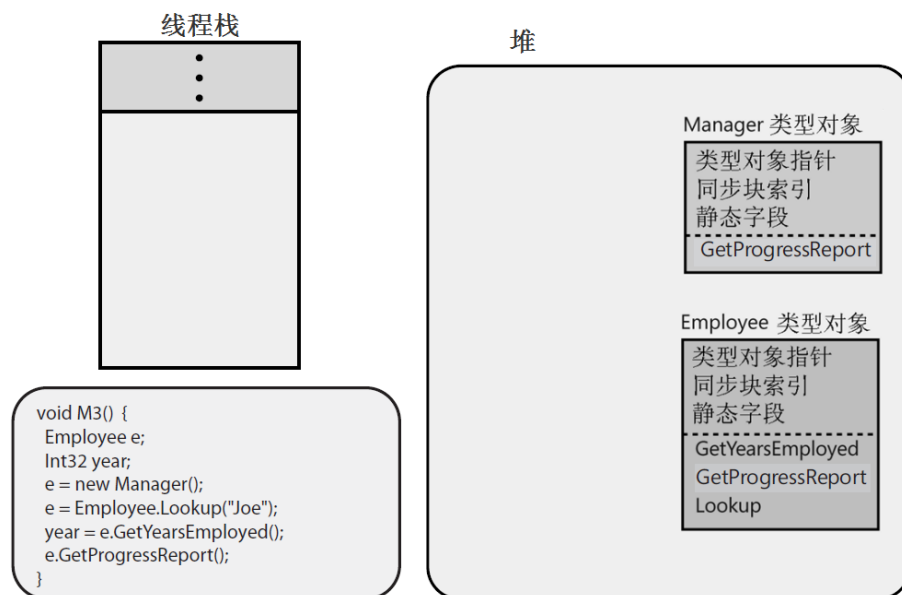 线程栈
堆
Manager 类型对象
类型对象指针
同步块索引
静态字段
GetProgressReport
Employee 类型对象
类型对象指针
同步块索引
静态字段
GetYearsEmployed
GetProgressReport
Lookup
void M3() {
Employee e;
Int32 year;
e = new Manager();
e = Employee.Lookup("Joe");
year = e.GetYearsEmployed();
e.GetProgressReport();
}